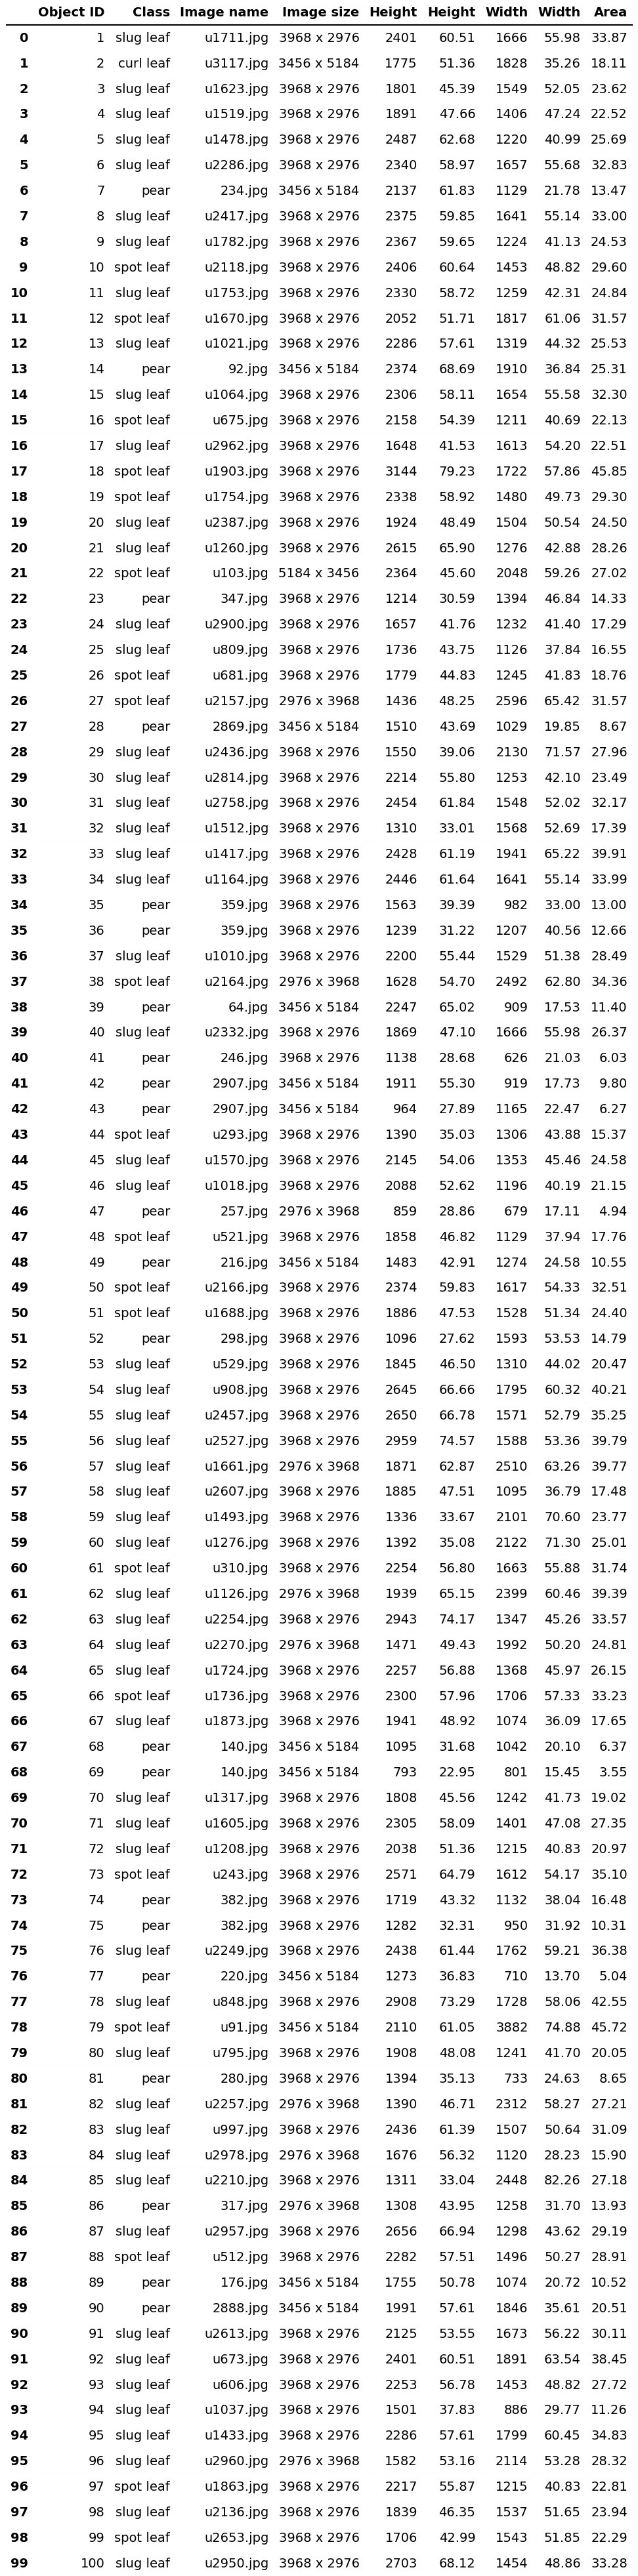 Object ID Class Image name Image size Height Height Width Width Area
0 1 slug leaf u1711.jpg 3968 x 2976 2401 60.51 1666 55.98 33.87
1 2 curl leaf u3117.jpg 3456 x 5184 1775 51.36 1828 35.26 18.11
2 3 slug leaf u1623.jpg 3968 x 2976 1801 45.39 1549 52.05 23.62
3 4 slug leaf u1519.jpg 3968 x 2976 1891 47.66 1406 47.24 22.52
4 5 slug leaf u1478.jpg 3968 x 2976 2487 62.68 1220 40.99 25.69
5 6 slug leaf u2286.jpg 3968 x 2976 2340 58.97 1657 55.68 32.83
6 7 pear 234.jpg 3456 x 5184 2137 61.83 1129 21.78 13.47
7 8 slug leaf u2417.jpg 3968 x 2976 2375 59.85 1641 55.14 33.00
8 9 slug leaf u1782.jpg 3968 x 2976 2367 59.65 1224 41.13 24.53
9 10 spot leaf u2118.jpg 3968 x 2976 2406 60.64 1453 48.82 29.60
10 11 slug leaf u1753.jpg 3968 x 2976 2330 58.72 1259 42.31 24.84
11 12 spot leaf u1670.jpg 3968 x 2976 2052 51.71 1817 61.06 31.57
12 13 slug leaf u1021.jpg 3968 x 2976 2286 57.61 1319 44.32 25.53
13 14 pear 92.jpg 3456 x 5184 2374 68.69 1910 36.84 25.31
14 15 slug leaf u1064.jpg 3968 x 2976 2306 58.11 1654 55.58 32.30
15 16 spot leaf u675.jpg 3968 x 2976 2158 54.39 1211 40.69 22.13
16 17 slug leaf u2962.jpg 3968 x 2976 1648 41.53 1613 54.20 22.51
17 18 spot leaf u1903.jpg 3968 x 2976 3144 79.23 1722 57.86 45.85
18 19 spot leaf u1754.jpg 3968 x 2976 2338 58.92 1480 49.73 29.30
19 20 slug leaf u2387.jpg 3968 x 2976 1924 48.49 1504 50.54 24.50
20 21 slug leaf u1260.jpg 3968 x 2976 2615 65.90 1276 42.88 28.26
21 22 spot leaf u103.jpg 5184 x 3456 2364 45.60 2048 59.26 27.02
22 23 pear 347.jpg 3968 x 2976 1214 30.59 1394 46.84 14.33
23 24 slug leaf u2900.jpg 3968 x 2976 1657 41.76 1232 41.40 17.29
24 25 slug leaf u809.jpg 3968 x 2976 1736 43.75 1126 37.84 16.55
25 26 spot leaf u681.jpg 3968 x 2976 1779 44.83 1245 41.83 18.76
26 27 spot leaf u2157.jpg 2976 x 3968 1436 48.25 2596 65.42 31.57
27 28 pear 2869.jpg 3456 x 5184 1510 43.69 1029 19.85 8.67
28 29 slug leaf u2436.jpg 3968 x 2976 1550 39.06 2130 71.57 27.96
29 30 slug leaf u2814.jpg 3968 x 2976 2214 55.80 1253 42.10 23.49
30 31 slug leaf u2758.jpg 3968 x 2976 2454 61.84 1548 52.02 32.17
31 32 slug leaf u1512.jpg 3968 x 2976 1310 33.01 1568 52.69 17.39
32 33 slug leaf u1417.jpg 3968 x 2976 2428 61.19 1941 65.22 39.91
33 34 slug leaf u1164.jpg 3968 x 2976 2446 61.64 1641 55.14 33.99
34 35 pear 359.jpg 3968 x 2976 1563 39.39 982 33.00 13.00
35 36 pear 359.jpg 3968 x 2976 1239 31.22 1207 40.56 12.66
36 37 slug leaf u1010.jpg 3968 x 2976 2200 55.44 1529 51.38 28.49
37 38 spot leaf u2164.jpg 2976 x 3968 1628 54.70 2492 62.80 34.36
38 39 pear 64.jpg 3456 x 5184 2247 65.02 909 17.53 11.40
39 40 slug leaf u2332.jpg 3968 x 2976 1869 47.10 1666 55.98 26.37
40 41 pear 246.jpg 3968 x 2976 1138 28.68 626 21.03 6.03
41 42 pear 2907.jpg 3456 x 5184 1911 55.30 919 17.73 9.80
42 43 pear 2907.jpg 3456 x 5184 964 27.89 1165 22.47 6.27
43 44 spot leaf u293.jpg 3968 x 2976 1390 35.03 1306 43.88 15.37
44 45 slug leaf u1570.jpg 3968 x 2976 2145 54.06 1353 45.46 24.58
45 46 slug leaf u1018.jpg 3968 x 2976 2088 52.62 1196 40.19 21.15
46 47 pear 257.jpg 2976 x 3968 859 28.86 679 17.11 4.94
47 48 spot leaf u521.jpg 3968 x 2976 1858 46.82 1129 37.94 17.76
48 49 pear 216.jpg 3456 x 5184 1483 42.91 1274 24.58 10.55
49 50 spot leaf u2166.jpg 3968 x 2976 2374 59.83 1617 54.33 32.51
50 51 spot leaf u1688.jpg 3968 x 2976 1886 47.53 1528 51.34 24.40
51 52 pear 298.jpg 3968 x 2976 1096 27.62 1593 53.53 14.79
52 53 slug leaf u529.jpg 3968 x 2976 1845 46.50 1310 44.02 20.47
53 54 slug leaf u908.jpg 3968 x 2976 2645 66.66 1795 60.32 40.21
54 55 slug leaf u2457.jpg 3968 x 2976 2650 66.78 1571 52.79 35.25
55 56 slug leaf u2527.jpg 3968 x 2976 2959 74.57 1588 53.36 39.79
56 57 slug leaf u1661.jpg 2976 x 3968 1871 62.87 2510 63.26 39.77
57 58 slug leaf u2607.jpg 3968 x 2976 1885 47.51 1095 36.79 17.48
58 59 slug leaf u1493.jpg 3968 x 2976 1336 33.67 2101 70.60 23.77
59 60 slug leaf u1276.jpg 3968 x 2976 1392 35.08 2122 71.30 25.01
60 61 spot leaf u310.jpg 3968 x 2976 2254 56.80 1663 55.88 31.74
61 62 slug leaf u1126.jpg 2976 x 3968 1939 65.15 2399 60.46 39.39
62 63 slug leaf u2254.jpg 3968 x 2976 2943 74.17 1347 45.26 33.57
63 64 slug leaf u2270.jpg 2976 x 3968 1471 49.43 1992 50.20 24.81
64 65 slug leaf u1724.jpg 3968 x 2976 2257 56.88 1368 45.97 26.15
65 66 spot leaf u1736.jpg 3968 x 2976 2300 57.96 1706 57.33 33.23
66 67 slug leaf u1873.jpg 3968 x 2976 1941 48.92 1074 36.09 17.65
67 68 pear 140.jpg 3456 x 5184 1095 31.68 1042 20.10 6.37
68 69 pear 140.jpg 3456 x 5184 793 22.95 801 15.45 3.55
69 70 slug leaf u1317.jpg 3968 x 2976 1808 45.56 1242 41.73 19.02
70 71 slug leaf u1605.jpg 3968 x 2976 2305 58.09 1401 47.08 27.35
71 72 slug leaf u1208.jpg 3968 x 2976 2038 51.36 1215 40.83 20.97
72 73 spot leaf u243.jpg 3968 x 2976 2571 64.79 1612 54.17 35.10
73 74 pear 382.jpg 3968 x 2976 1719 43.32 1132 38.04 16.48
74 75 pear 382.jpg 3968 x 2976 1282 32.31 950 31.92 10.31
75 76 slug leaf u2249.jpg 3968 x 2976 2438 61.44 1762 59.21 36.38
76 77 pear 220.jpg 3456 x 5184 1273 36.83 710 13.70 5.04
77 78 slug leaf u848.jpg 3968 x 2976 2908 73.29 1728 58.06 42.55
78 79 spot leaf u91.jpg 3456 x 5184 2110 61.05 3882 74.88 45.72
79 80 slug leaf u795.jpg 3968 x 2976 1908 48.08 1241 41.70 20.05
80 81 pear 280.jpg 3968 x 2976 1394 35.13 733 24.63 8.65
81 82 slug leaf u2257.jpg 2976 x 3968 1390 46.71 2312 58.27 27.21
82 83 slug leaf u997.jpg 3968 x 2976 2436 61.39 1507 50.64 31.09
83 84 slug leaf u2978.jpg 2976 x 3968 1676 56.32 1120 28.23 15.90
84 85 slug leaf u2210.jpg 3968 x 2976 1311 33.04 2448 82.26 27.18
85 86 pear 317.jpg 2976 x 3968 1308 43.95 1258 31.70 13.93
86 87 slug leaf u2957.jpg 3968 x 2976 2656 66.94 1298 43.62 29.19
87 88 spot leaf u512.jpg 3968 x 2976 2282 57.51 1496 50.27 28.91
88 89 pear 176.jpg 3456 x 5184 1755 50.78 1074 20.72 10.52
89 90 pear 2888.jpg 3456 x 5184 1991 57.61 1846 35.61 20.51
90 91 slug leaf u2613.jpg 3968 x 2976 2125 53.55 1673 56.22 30.11
91 92 slug leaf u673.jpg 3968 x 2976 2401 60.51 1891 63.54 38.45
92 93 slug leaf u606.jpg 3968 x 2976 2253 56.78 1453 48.82 27.72
93 94 slug leaf u1037.jpg 3968 x 2976 1501 37.83 886 29.77 11.26
94 95 slug leaf u1433.jpg 3968 x 2976 2286 57.61 1799 60.45 34.83
95 96 slug leaf u2960.jpg 2976 x 3968 1582 53.16 2114 53.28 28.32
96 97 spot leaf u1863.jpg 3968 x 2976 2217 55.87 1215 40.83 22.81
97 98 slug leaf u2136.jpg 3968 x 2976 1839 46.35 1537 51.65 23.94
98 99 spot leaf u2653.jpg 3968 x 2976 1706 42.99 1543 51.85 22.29
99 100 slug leaf u2950.jpg 3968 x 2976 2703 68.12 1454 48.86 33.28